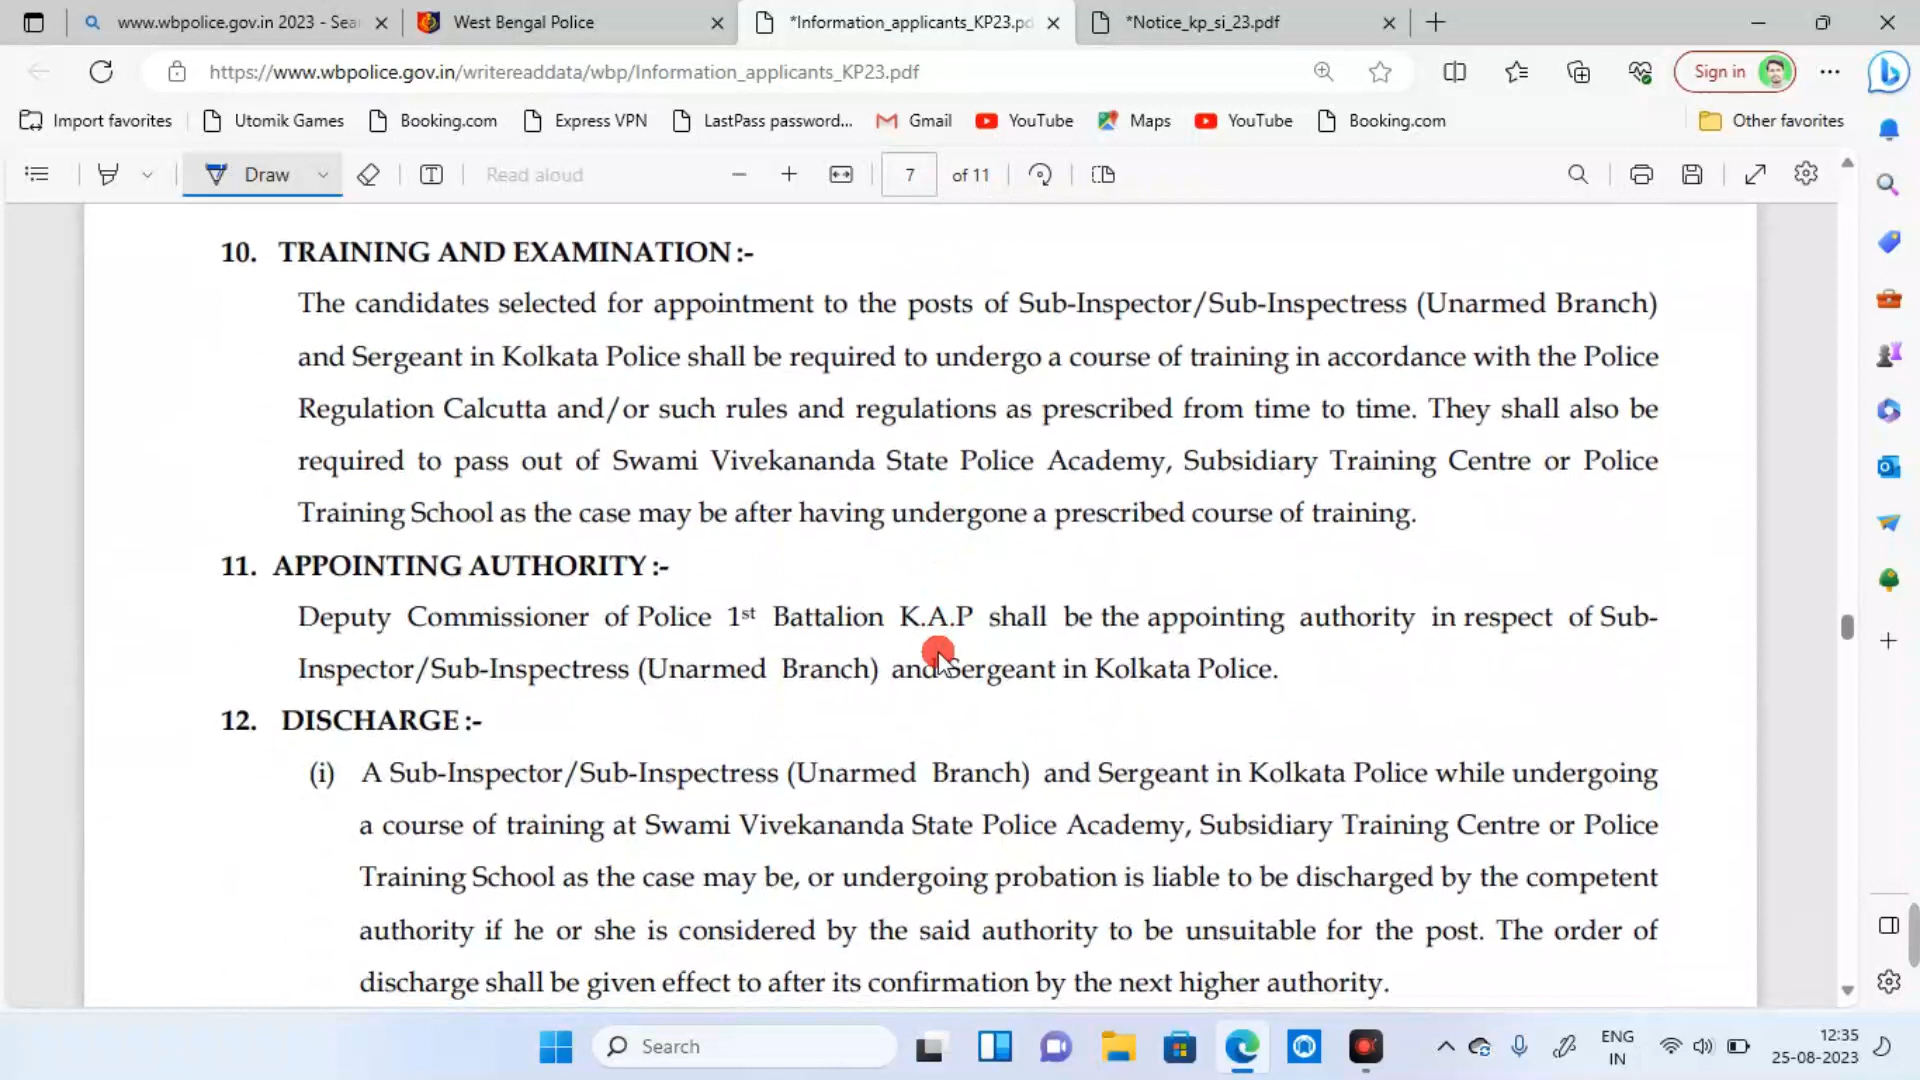 www.wbpolice.gov.in 2023 - Sea
West Bengal Police
*Information_applicants_KP23.pd
*Notice_kp_si_23.pdf
https://www.wbpolice.gov.in/writereaddata/wbp/Information_applicants_KP23.pdf
Sign in
Import favorites
Utomik Games
Booking.com
Express VPN
LastPass password...
Gmail
YouTube
Maps
YouTube
Booking.com
Other favorites
Draw
Read aloud
7 of 11
10. TRAINING AND EXAMINATION :-
The candidates selected for appointment to the posts of Sub-Inspector/Sub-Inspectress (Unarmed Branch)
and Sergeant in Kolkata Police shall be required to undergo a course of training in accordance with the Police
Regulation Calcutta and/or such rules and regulations as prescribed from time to time. They shall also be
required to pass out of Swami Vivekananda State Police Academy, Subsidiary Training Centre or Police
Training School as the case may be after having undergone a prescribed course of training.
11. APPOINTING AUTHORITY :-
Deputy Commissioner of Police 1st Battalion K.A.P shall be the appointing authority in respect of Sub-
Inspector/Sub-Inspectress (Unarmed Branch) and Sergeant in Kolkata Police.
12. DISCHARGE :-
(i) A Sub-Inspector/Sub-Inspectress (Unarmed Branch) and Sergeant in Kolkata Police while undergoing
a course of training at Swami Vivekananda State Police Academy, Subsidiary Training Centre or Police
Training School as the case may be, or undergoing probation is liable to be discharged by the competent
authority if he or she is considered by the said authority to be unsuitable for the post. The order of
discharge shall be given effect to after its confirmation by the next higher authority.
Search
ENG
IN
12:35
25-08-2023